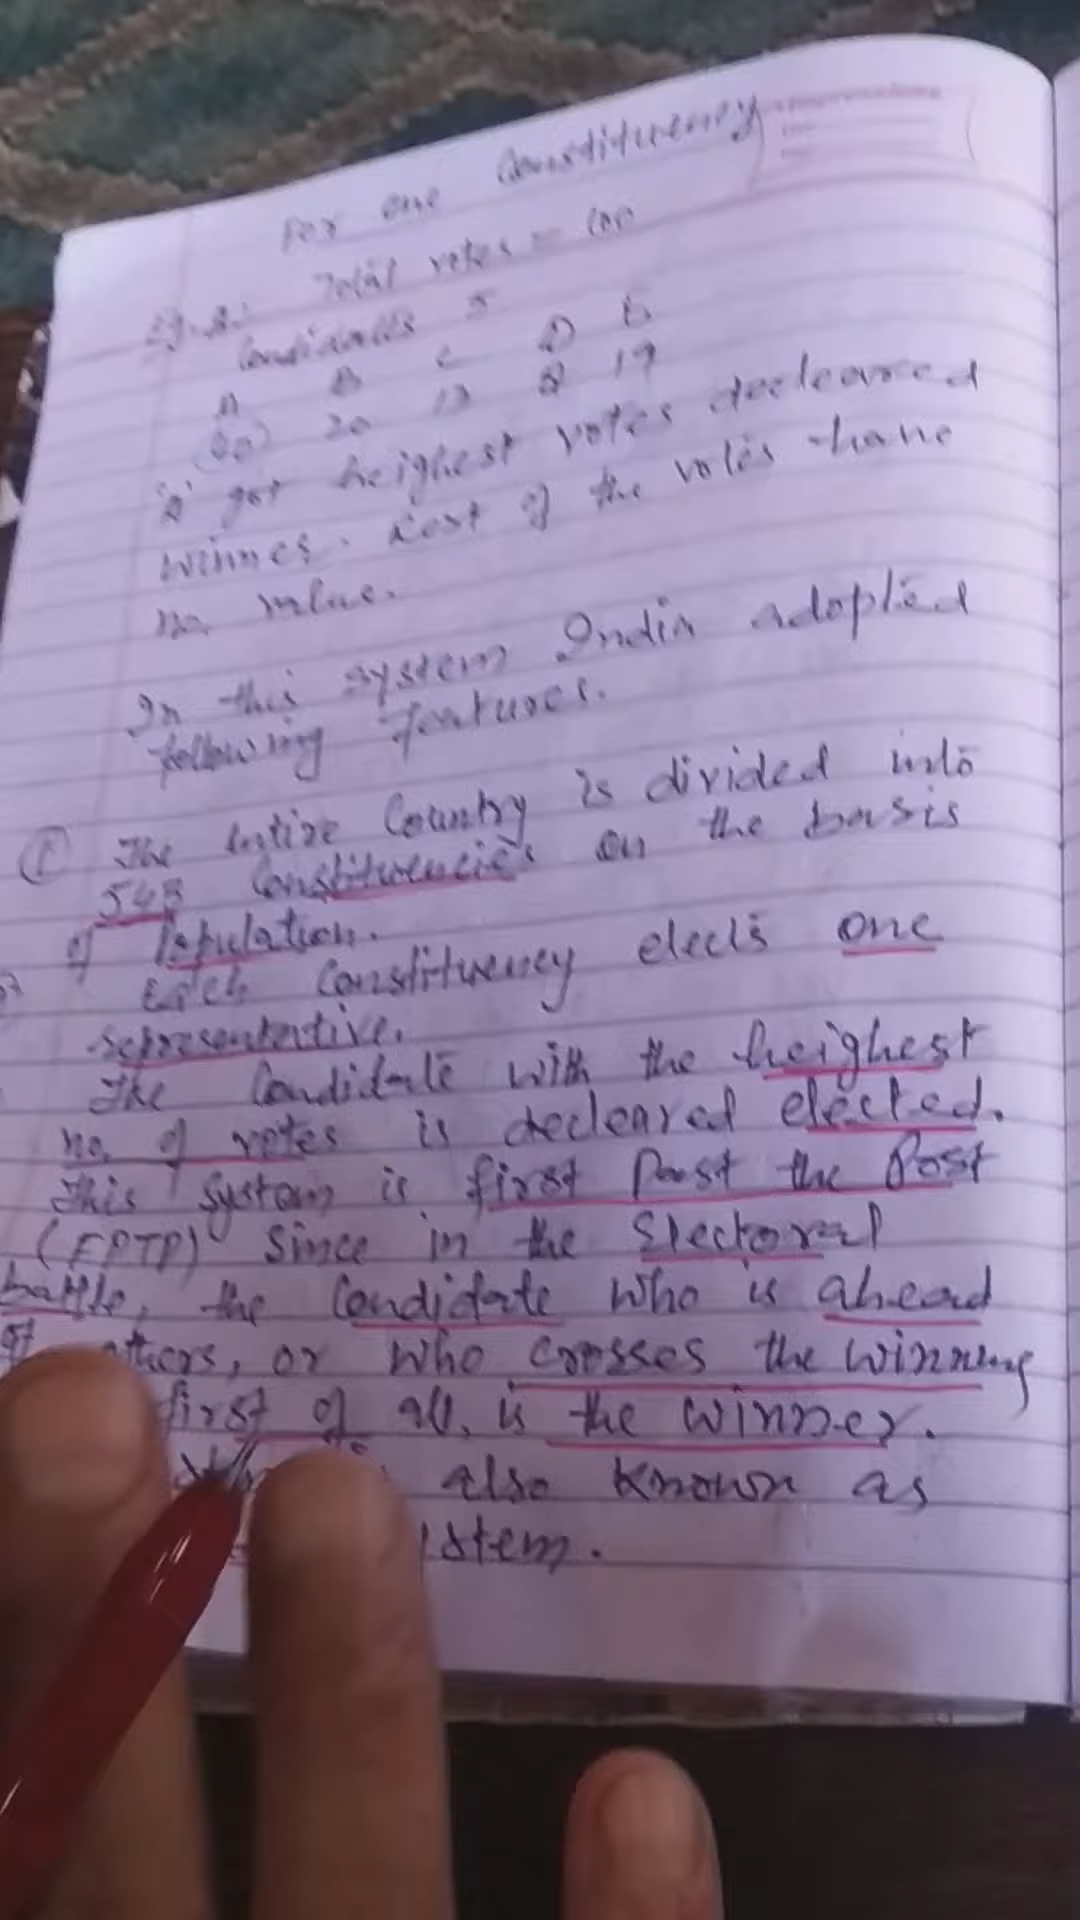 For one Constituency
Total votes = 100
Eg. 2:
Candidates 5
A B C D E
20 19
'A' got heighest votes decleared
winnes. Rest of the votes have
no. value.
In this system India adopted
following features.
① The entire Country is divided into
543 Constituencies on the basis
of Population.
Each Constituency elects one
representative.
The Candidate with the heighest
no. of votes is decleared elected.
This system is first Past the Post
(FPTP) Since in the Electoral
battle, the Candidate who is ahead
of others, or who crosses the winning
first of all, is the winner.
also known as